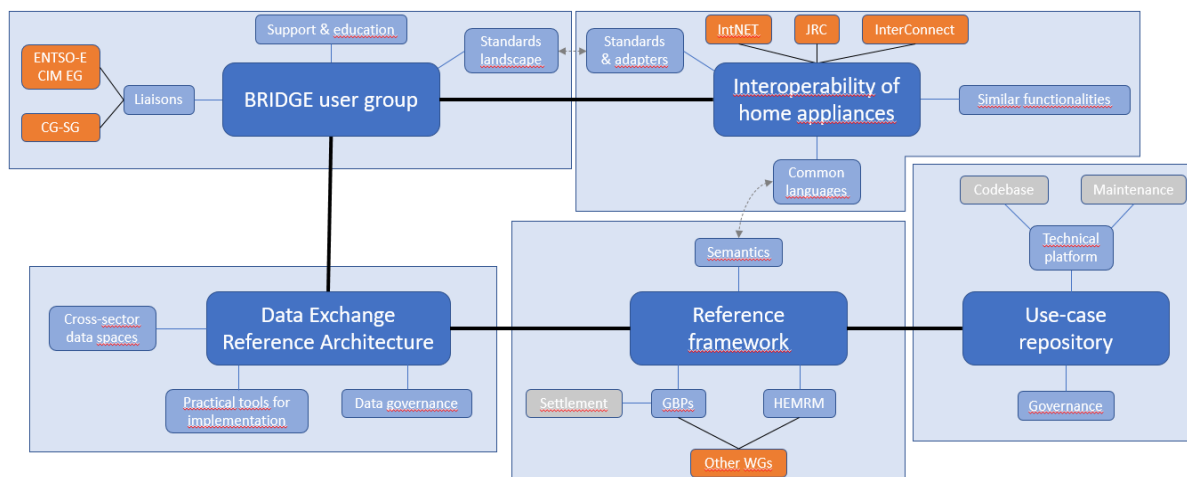 Support & education
ENTSO-E
CIM EG
Liaisons
CG-SG
BRIDGE user group
Standards
landscape
Standards
& adapters
IntNET
JRC
InterConnect
Interoperability of
home appliances
Similar functionalities
Common
languages
Codebase
Maintenance
Technical
platform
Use-case
repository
Governance
Semantics
Reference
framework
Settlement
GBPs
HEMRM
Other WGs
Cross-sector
data spaces
Data Exchange
Reference Architecture
Practical tools for
implementation
Data governance